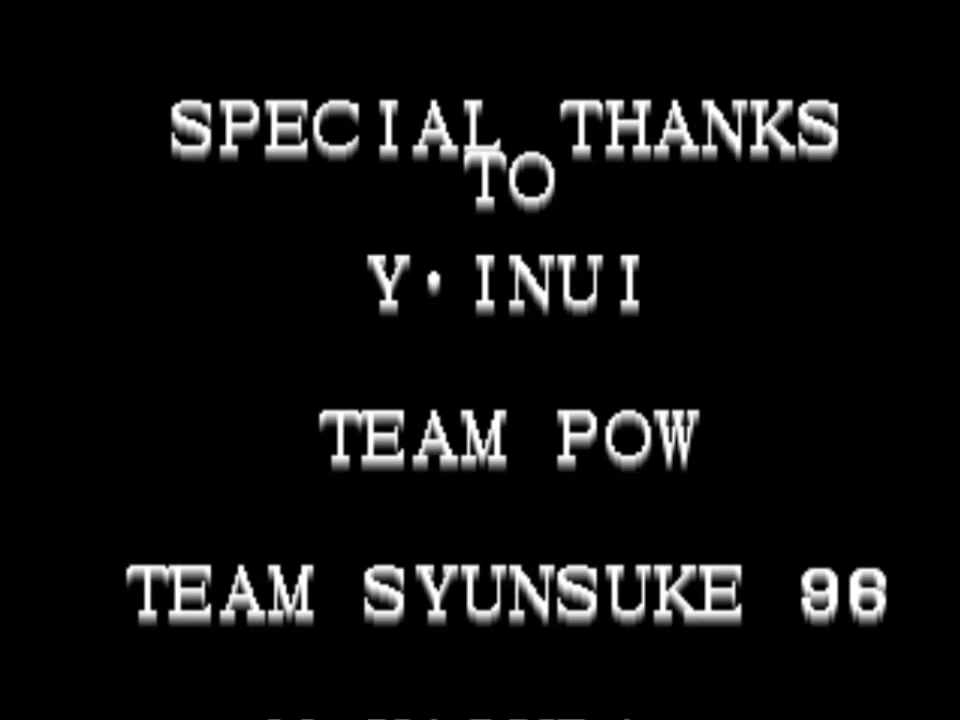 SPECIAL THANKS
TO
Y・INUI
TEAM POW
TEAM SYUNSUKE 96